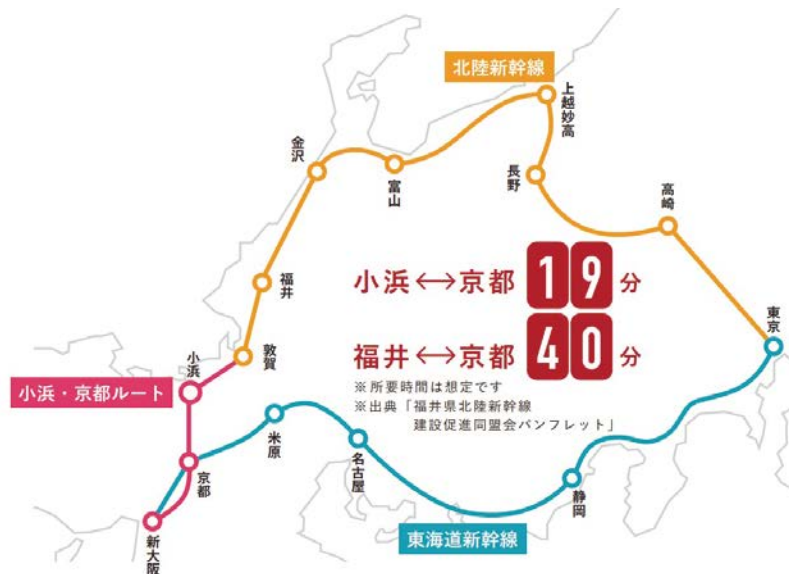 北陸新幹線
上越妙高
金沢
富山
長野
高崎
福井
小浜⟷京都 19 分
東京
敦賀
小浜
福井⟷京都 40 分
※所要時間は想定です
※出典「福井県北陸新幹線
建設促進同盟会パンフレット」
小浜・京都ルート
米原
名古屋
京都
静岡
新大阪
東海道新幹線